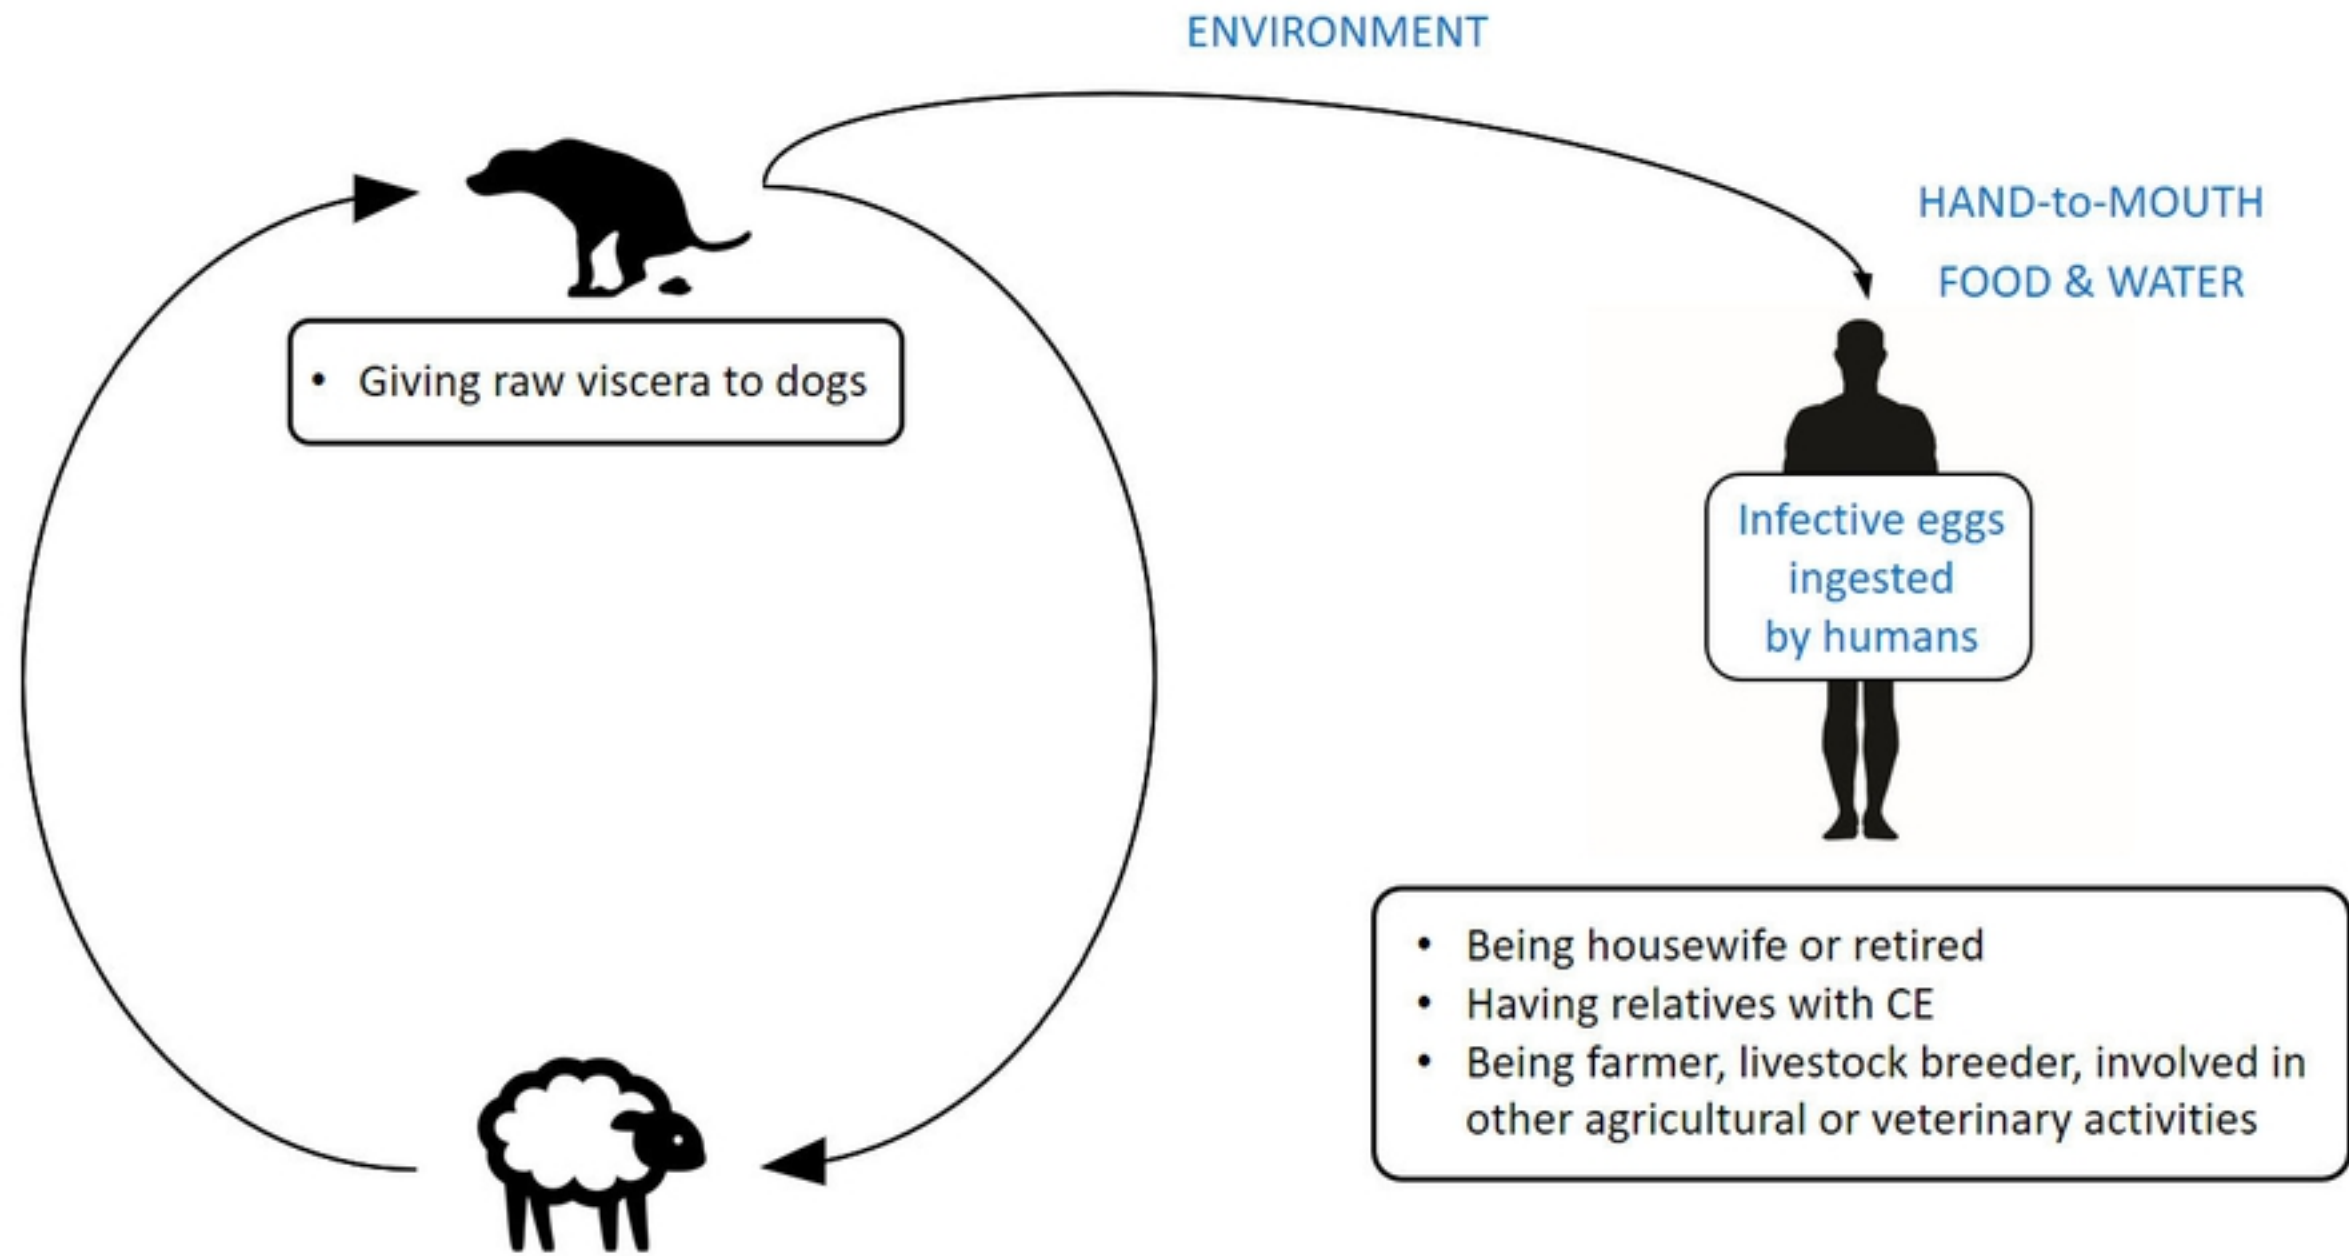 ENVIRONMENT
HAND-to-MOUTH
FOOD & WATER
• Giving raw viscera to dogs
Infective eggs
ingested
by humans
• Being housewife or retired
• Having relatives with CE
• Being farmer, livestock breeder, involved in
other agricultural or veterinary activities